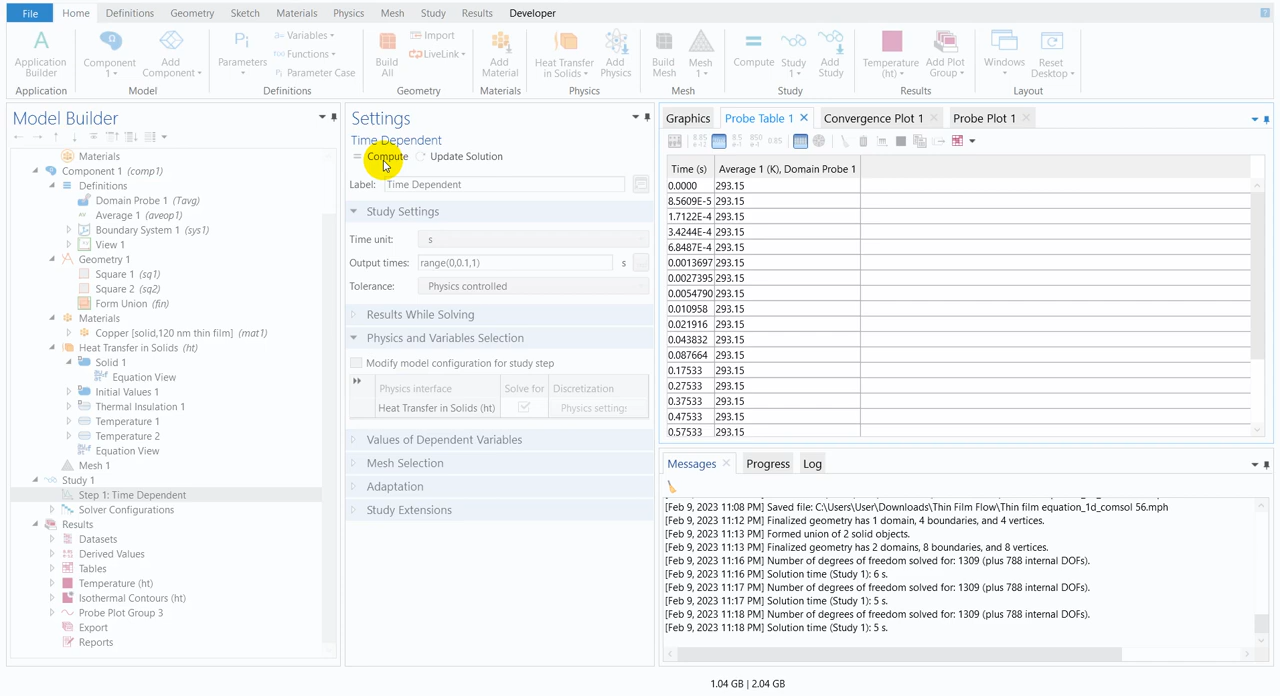 File Home Definitions Geometry Sketch Materials Physics Mesh Study Results Developer
Application Builder
Component 1
Add Component
Parameters
Variables
Functions
Parameter Case
Build All
Import
LiveLink
Add Material
Heat Transfer in Solids
Add Physics
Build Mesh
Mesh 1
Compute
Study 1
Add Study
Temperature (ht)
Add Plot Group
Windows
Reset Desktop
Application Model Definitions Geometry Materials Physics Mesh Study Results Layout
Model Builder
Materials
Component 1 (comp1)
Definitions
Domain Probe 1 (Tavg)
Average 1 (aveop1)
Boundary System 1 (sys1)
View 1
Geometry 1
Square 1 (sq1)
Square 2 (sq2)
Form Union (fin)
Materials
Copper [solid,120 nm thin film] (mat1)
Heat Transfer in Solids (ht)
Solid 1
Equation View
Initial Values 1
Thermal Insulation 1
Temperature 1
Temperature 2
Equation View
Mesh 1
Study 1
Step 1: Time Dependent
Solver Configurations
Results
Datasets
Derived Values
Tables
Temperature (ht)
Isothermal Contours (ht)
Probe Plot Group 3
Export
Reports
Settings
Time Dependent
Compute Update Solution
Label: Time Dependent
Study Settings
Time unit: s
Output times: range(0,0.1,1) s
Tolerance: Physics controlled
Results While Solving
Physics and Variables Selection
Modify model configuration for study step
Physics interface Solve for Discretization
Heat Transfer in Solids (ht) Physics settings
Values of Dependent Variables
Mesh Selection
Adaptation
Study Extensions
Graphics Probe Table 1 Convergence Plot 1 Probe Plot 1
Time (s) Average 1 (K), Domain Probe 1
0.0000 293.15
8.5609E-5 293.15
1.7122E-4 293.15
3.4244E-4 293.15
6.8487E-4 293.15
0.0013697 293.15
0.0027395 293.15
0.0054790 293.15
0.010958 293.15
0.021916 293.15
0.043832 293.15
0.087664 293.15
0.17533 293.15
0.27533 293.15
0.37533 293.15
0.47533 293.15
0.57533 293.15
Messages Progress Log
[Feb 9, 2023 11:08 PM] Saved file: C:\Users\User\Downloads\Thin Film Flow\Thin film equation_1d_comsol 56.mph
[Feb 9, 2023 11:12 PM] Finalized geometry has 1 domain, 4 boundaries, and 4 vertices.
[Feb 9, 2023 11:13 PM] Formed union of 2 solid objects.
[Feb 9, 2023 11:13 PM] Finalized geometry has 2 domains, 8 boundaries, and 8 vertices.
[Feb 9, 2023 11:16 PM] Number of degrees of freedom solved for: 1309 (plus 788 internal DOFs).
[Feb 9, 2023 11:16 PM] Solution time (Study 1): 6 s.
[Feb 9, 2023 11:17 PM] Number of degrees of freedom solved for: 1309 (plus 788 internal DOFs).
[Feb 9, 2023 11:17 PM] Solution time (Study 1): 5 s.
[Feb 9, 2023 11:18 PM] Number of degrees of freedom solved for: 1309 (plus 788 internal DOFs).
[Feb 9, 2023 11:18 PM] Solution time (Study 1): 5 s.
1.04 GB | 2.04 GB